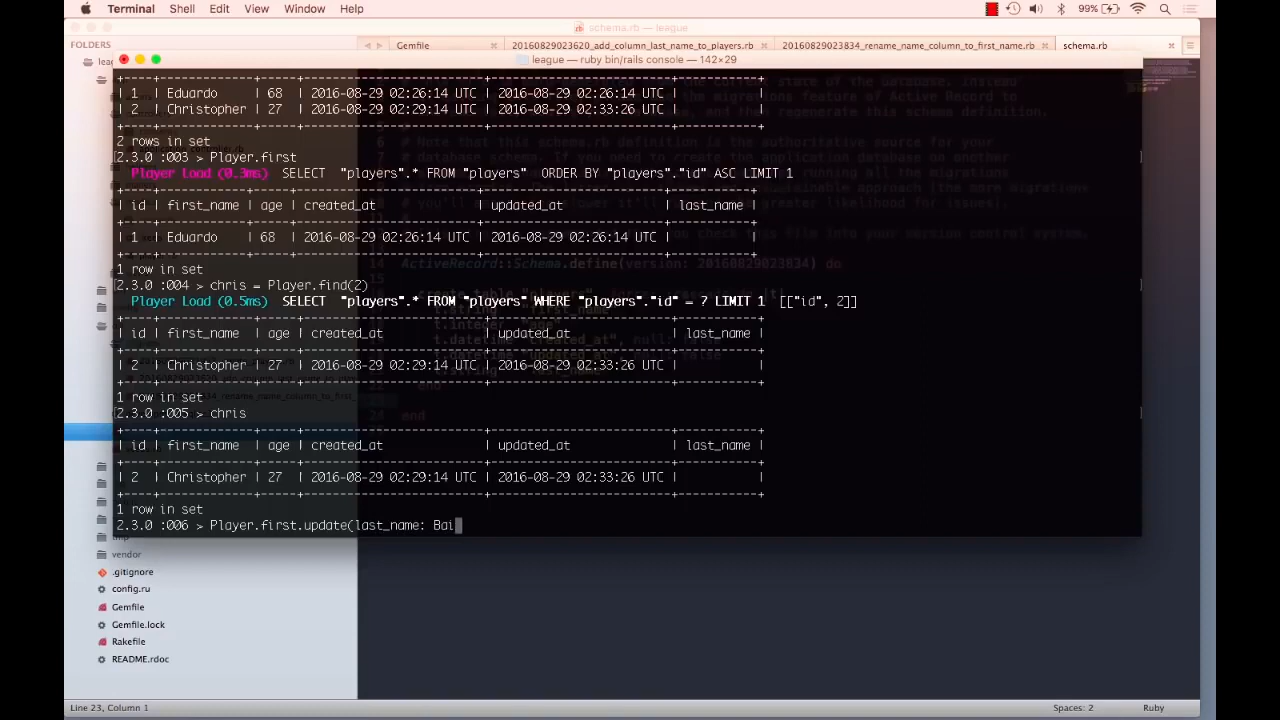 Terminal Shell Edit View Window Help 99%
schema.rb — league
FOLDERS
Gemfile 20160829023620_add_column_last_name_to_players.rb 20160829023834_rename_name_column_to_first_name.rb schema.rb
league — ruby bin/rails console — 142×29
| 1 | Eduardo | 68 | 2016-08-29 02:26:14 UTC | 2016-08-29 02:26:14 UTC | |
| 2 | Christopher | 27 | 2016-08-29 02:29:14 UTC | 2016-08-29 02:33:26 UTC | |
+----+-------------+-----+-------------------------+-------------------------+-----------+
2 rows in set
[2.3.0 :003 > Player.first
Player Load (0.3ms) SELECT "players".* FROM "players" ORDER BY "players"."id" ASC LIMIT 1
| id | first_name | age | created_at | updated_at | last_name |
| 1 | Eduardo | 68 | 2016-08-29 02:26:14 UTC | 2016-08-29 02:26:14 UTC | |
1 row in set
[2.3.0 :004 > chris = Player.find(2)
Player Load (0.5ms) SELECT "players".* FROM "players" WHERE "players"."id" = ? LIMIT 1 [["id", 2]]
| id | first_name | age | created_at | updated_at | last_name |
| 2 | Christopher | 27 | 2016-08-29 02:29:14 UTC | 2016-08-29 02:33:26 UTC | |
1 row in set
[2.3.0 :005 > chris
| id | first_name | age | created_at | updated_at | last_name |
| 2 | Christopher | 27 | 2016-08-29 02:29:14 UTC | 2016-08-29 02:33:26 UTC | |
1 row in set
2.3.0 :006 > Player.first.update(last_name: Bai
tmp
vendor
.gitignore
config.ru
Gemfile
Gemfile.lock
Rakefile
README.rdoc
Line 23, Column 1 Spaces: 2 Ruby